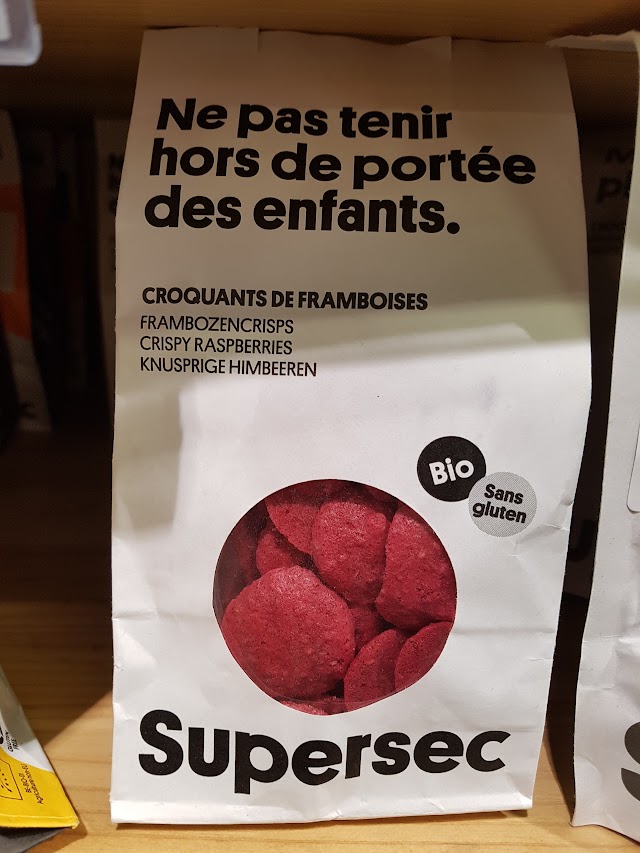 Ne pas tenir
hors de portée
des enfants.
CROQUANTS DE FRAMBOISES
FRAMBOZENCRISPS
CRISPY RASPBERRIES
KNUSPRIGE HIMBEEREN
Bio
Sans
gluten
Supersec